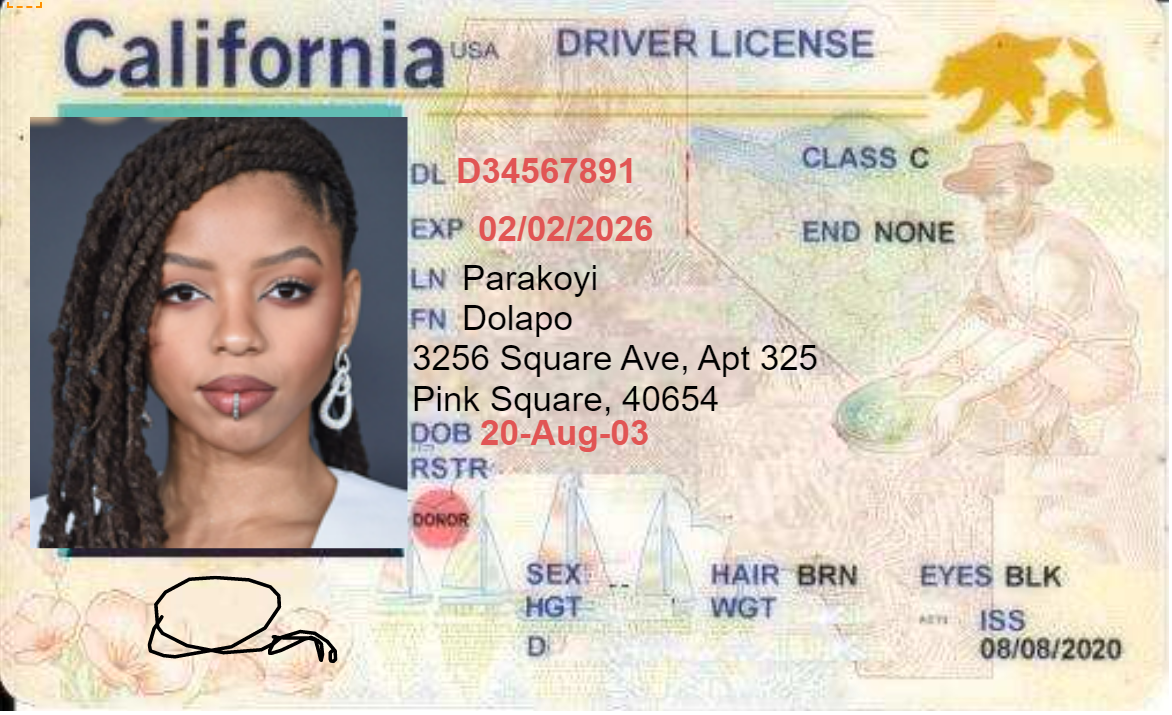 California USA DRIVER LICENSE
DL D34567891
CLASS C
EXP 02/02/2026
END NONE
LN Parakoyi
FN Dolapo
3256 Square Ave, Apt 325
Pink Square, 40654
DOB 20-Aug-03
RSTR
DONOR
SEX -- HAIR BRN EYES BLK
HGT WGT ISS
D 08/08/2020